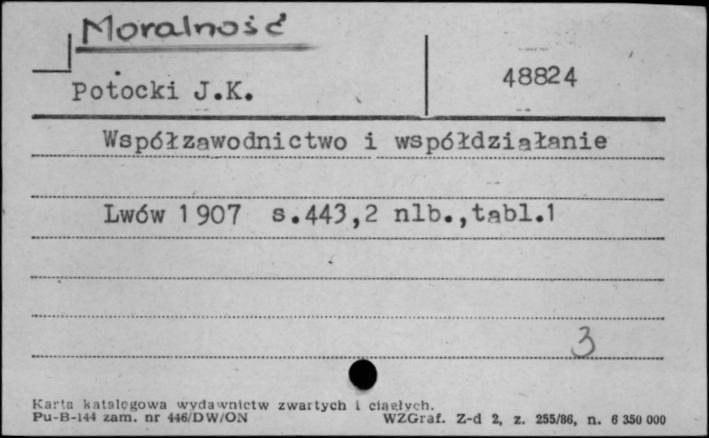 Moralność
Potocki J.K.
48824
Współzawodnictwo i współdziałanie
Lwów 1907 s.443,2 nlb.,tabl.1
3
Karta katalogowa wydawnictw zwartych i ciągłych.
Pu-B-144 zam. nr 446/DW/ON WZGraf. Z-d 2, z. 255/86, n. 6 350 000